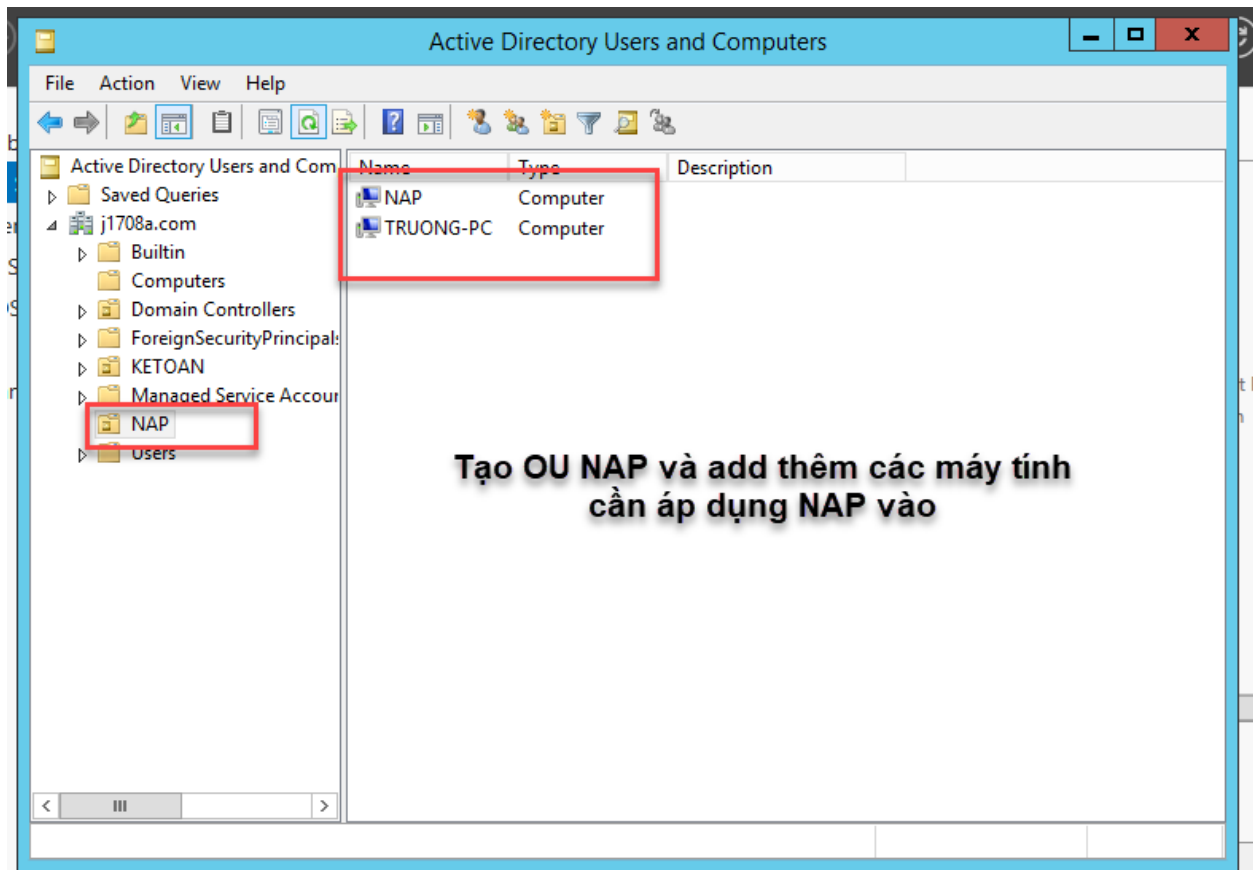 Active Directory Users and Computers
File Action View Help
Active Directory Users and Com
Name Type Description
Saved Queries
NAP Computer
j1708a.com
TRUONG-PC Computer
Builtin
Computers
Domain Controllers
ForeignSecurityPrincipals
KETOAN
Managed Service Accour
NAP
Users
Tạo OU NAP và add thêm các máy tính
cần áp dụng NAP vào